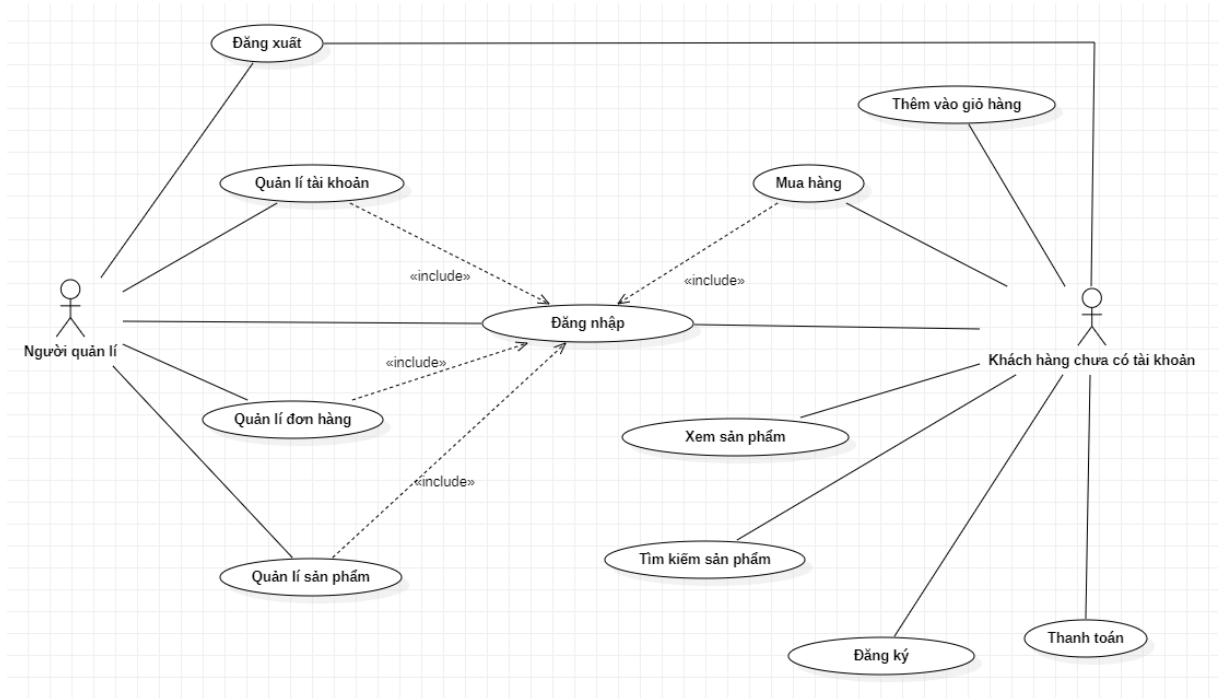 Đăng xuất
Thêm vào giỏ hàng
Quản lí tài khoản
Mua hàng
«include»
«include»
Đăng nhập
Người quản lí
«include»
Khách hàng chưa có tài khoản
Quản lí đơn hàng
Xem sản phẩm
«include»
Tìm kiếm sản phẩm
Quản lí sản phẩm
Thanh toán
Đăng ký